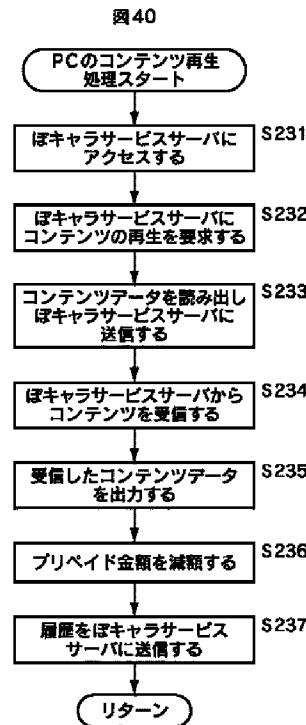 図40
PCのコンテンツ再生
処理スタート
ぽキャラサービスサーバに
アクセスする
S231
ぽキャラサービスサーバに
コンテンツの再生を要求する
S232
コンテンツデータを読み出し
ぽキャラサービスサーバに
送信する
S233
ぽキャラサービスサーバから
コンテンツを受信する
S234
受信したコンテンツデータ
を出力する
S235
プリペイド金額を減額する
S236
履歴をぽキャラサービス
サーバに送信する
S237
リターン